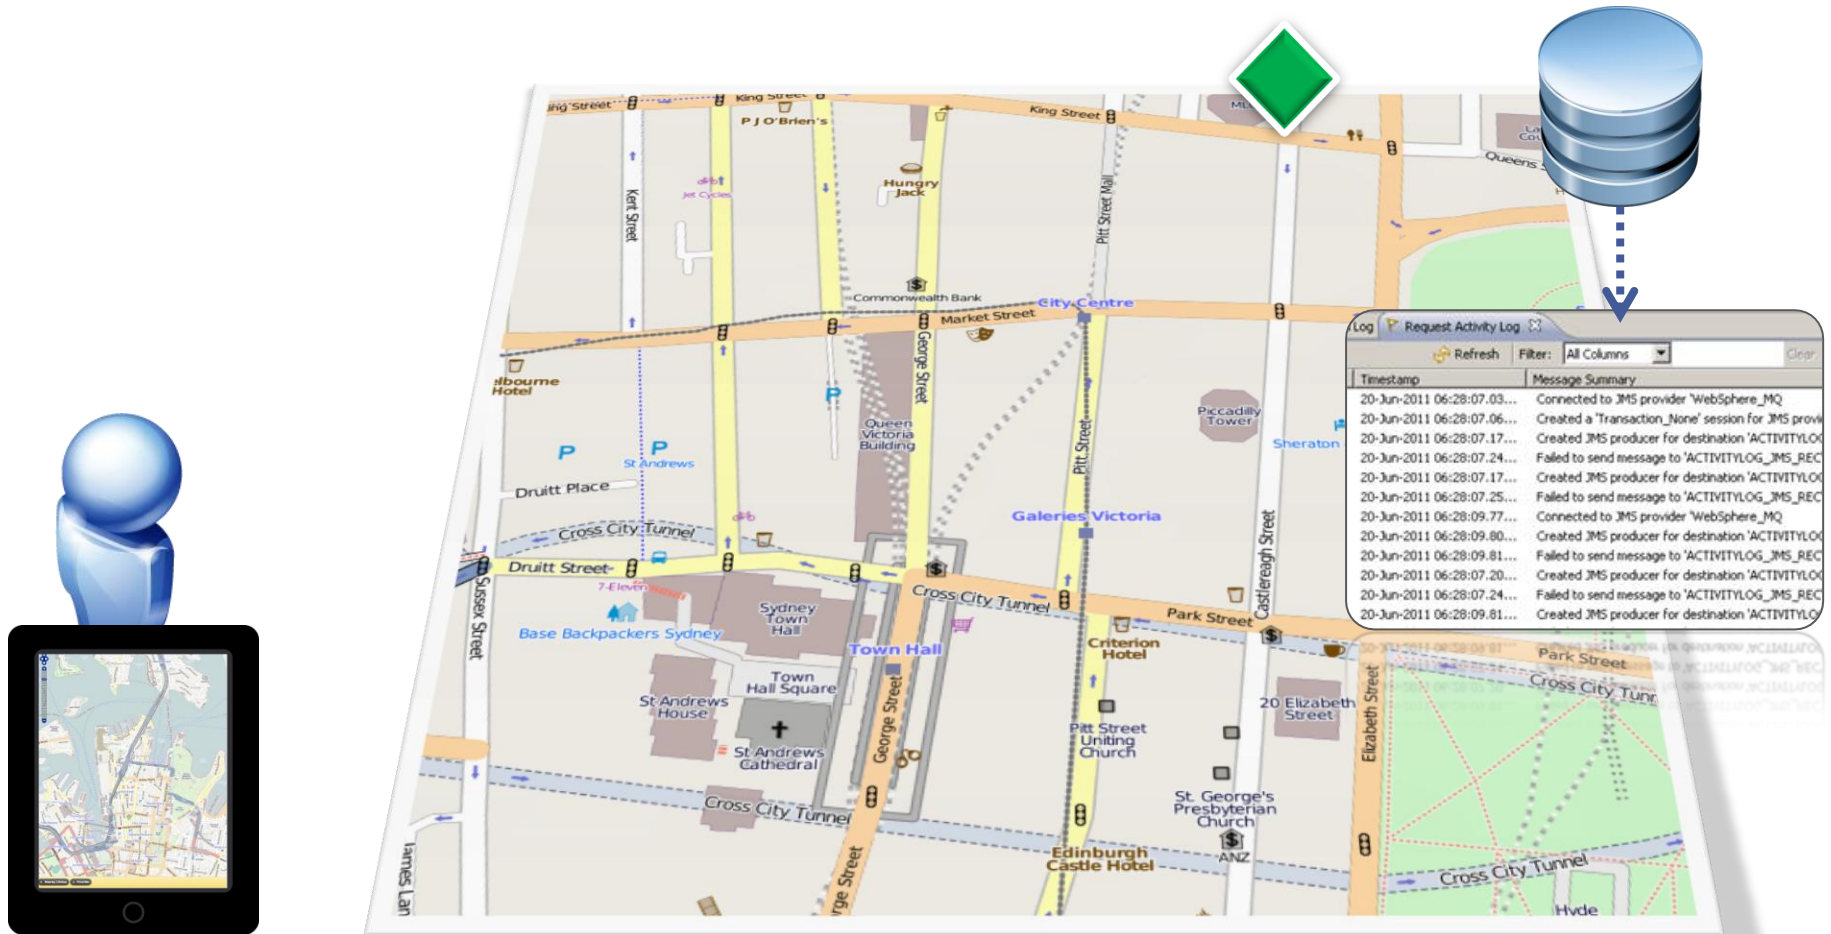 King Street
King Street
P J O'Brien's
Jet Cycles
Kent Street
Hungry
Jack
Pitt Street Mall
Queens
Commonwealth Bank
City Centre
Market Street
George Street
elbourne
Hotel
P
P
P
St Andrews
Queen
Victoria
Building
Piccadilly
Tower
Sheraton
Pitt Street
Druitt Place
Cross City Tunnel
Galeries Victoria
Castlereagh Street
Druitt Street
7-Eleven
Sussex Street
Base Backpackers Sydney
Sydney
Town
Hall
Cross City Tunnel
Park Street
Town Hall
Criterion
Hotel
Town
Hall Square
St Andrews
House
St Andrews
Cathedral
George Street
Pitt Street
Uniting
Church
20 Elizabeth
Street
Elizabeth Street
Park Street
Cross City Tunn
Cross City Tunnel
St. George's
Presbyterian
Church
ANZ
Edinburgh
Castle Hotel
James Lan
rge Street
Cross City Tunnel
Hyde
Log Request Activity Log
Refresh Filter: All Columns Clear
Timestamp Message Summary
20-Jun-2011 06:28:07.03... Connected to JMS provider 'WebSphere_MQ
20-Jun-2011 06:28:07.06... Created a 'Transaction_None' session for JMS provi
20-Jun-2011 06:28:07.17... Created JMS producer for destination 'ACTIVITYLOG
20-Jun-2011 06:28:07.24... Failed to send message to 'ACTIVITYLOG_JMS_REC
20-Jun-2011 06:28:07.17... Created JMS producer for destination 'ACTIVITYLOG
20-Jun-2011 06:28:07.25... Failed to send message to 'ACTIVITYLOG_JMS_REC
20-Jun-2011 06:28:09.77... Connected to JMS provider 'WebSphere_MQ
20-Jun-2011 06:28:09.80... Created JMS producer for destination 'ACTIVITYLOG
20-Jun-2011 06:28:09.81... Failed to send message to 'ACTIVITYLOG_JMS_REC
20-Jun-2011 06:28:07.20... Created JMS producer for destination 'ACTIVITYLOG
20-Jun-2011 06:28:07.24... Failed to send message to 'ACTIVITYLOG_JMS_REC
20-Jun-2011 06:28:09.81... Created JMS producer for destination 'ACTIVITYLOG